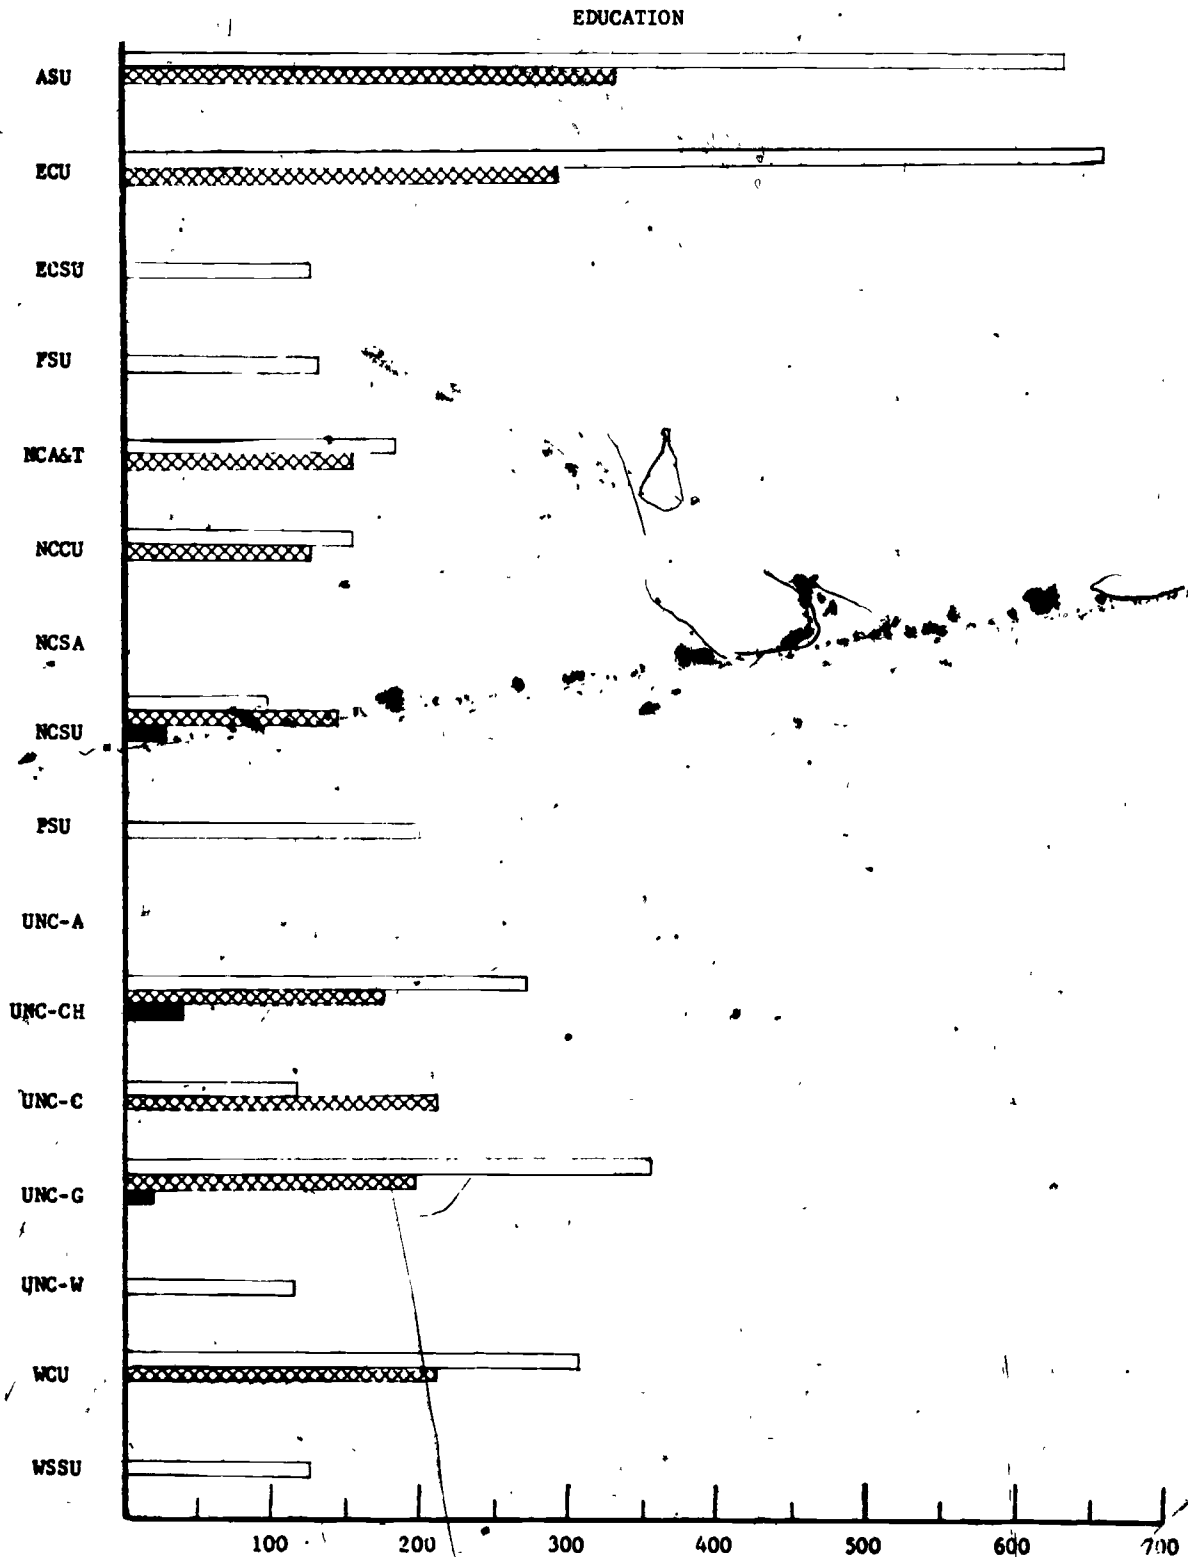 EDUCATION
ASU
ECU
ECSU
FSU
NCA&T
NCCU
NCSA
NCSU
PSU
UNC-A
UNC-CH
UNC-C
UNC-G
UNC-W
WCU
WSSU
100 200 300 400 500 600 700